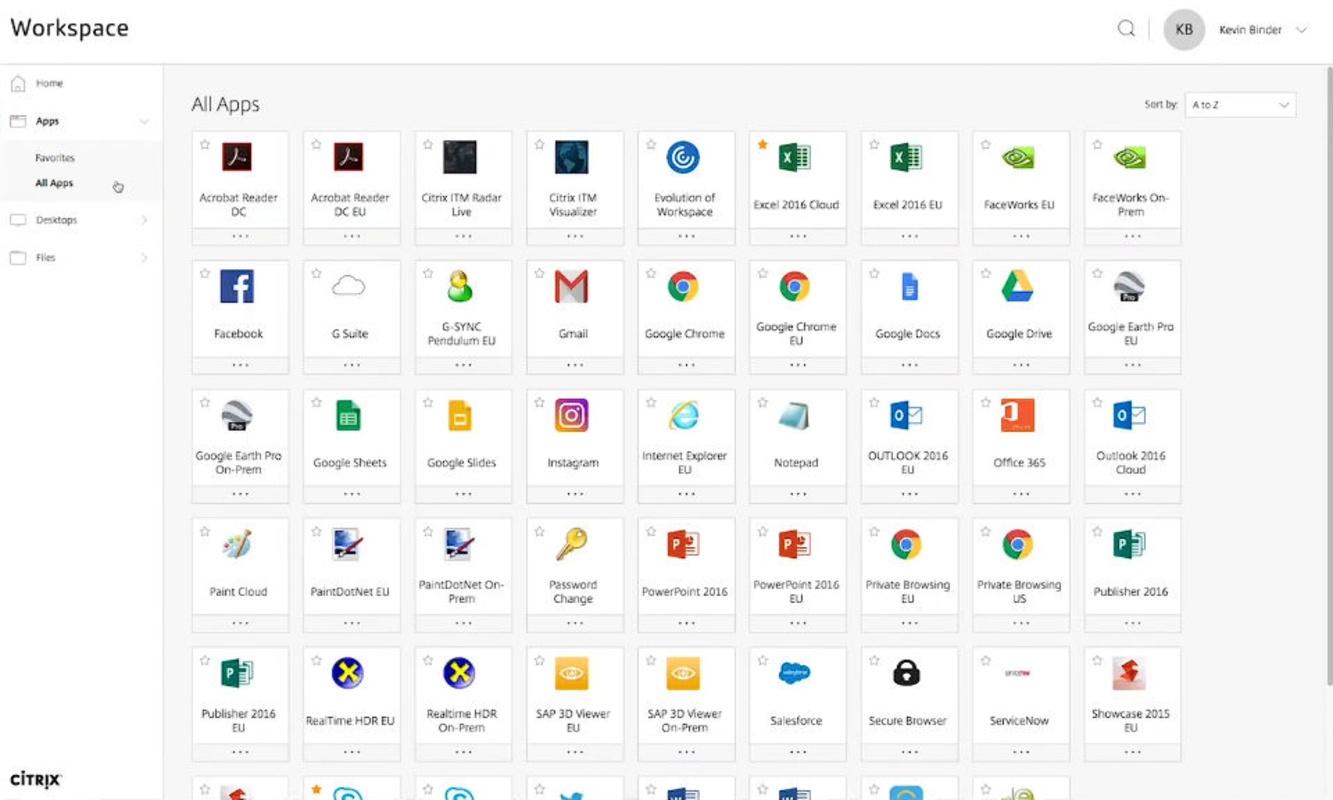 Workspace
KB
Kevin Binder
Home
Apps
Favorites
All Apps
Desktops
Files
CİTRIX
All Apps
Sort by:
A to Z
Acrobat Reader
DC
Acrobat Reader
DC EU
Citrix ITM Radar
Live
Citrix ITM
Visualizer
Evolution of
Workspace
Excel 2016 Cloud
Excel 2016 EU
FaceWorks EU
FaceWorks On-
Prem
Facebook
G Suite
G-SYNC
Pendulum EU
Gmail
Google Chrome
Google Chrome
EU
Google Docs
Google Drive
Pro
Google Earth Pro
EU
Pro
Google Earth Pro
On-Prem
Google Sheets
Google Slides
Instagram
Internet Explorer
EU
Notepad
OUTLOOK 2016
EU
Office 365
Outlook 2016
Cloud
Paint Cloud
PaintDotNet EU
PaintDotNet On-
Prem
Password
Change
PowerPoint 2016
PowerPoint 2016
EU
Private Browsing
EU
Private Browsing
US
Publisher 2016
Publisher 2016
EU
RealTime HDR EU
Realtime HDR
On-Prem
SAP 3D Viewer
EU
SAP 3D Viewer
On-Prem
salesforce
Salesforce
Secure Browser
servicenow
ServiceNow
Showcase 2015
EU